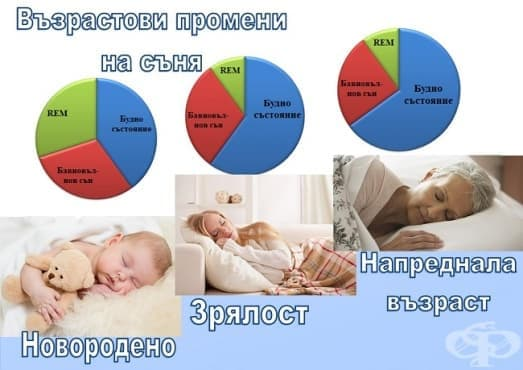 Възрастови промени
на съня
REM
Будно
състояние
Бавновъл-
нов сън
REM
Бавновъл-
нов сън
Будно
състояние
REM
Бавновъл-
нов сън
Будно
състояние
Новородено
Зрялост
Напреднала
възраст